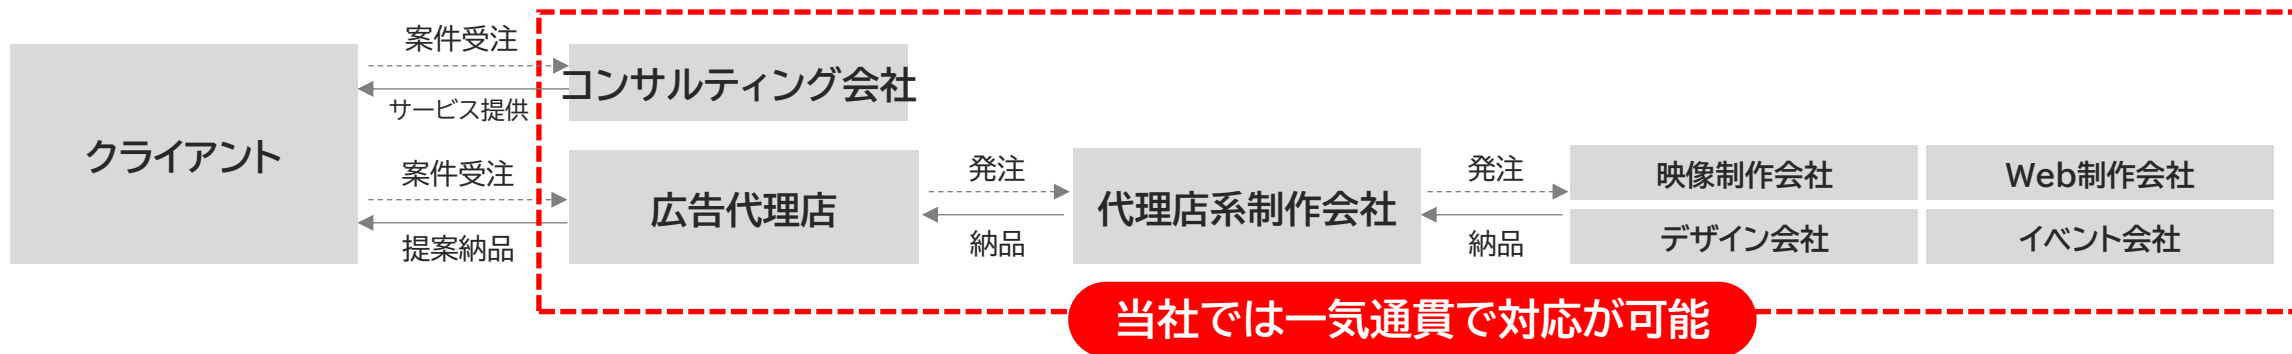 案件受注
コンサルティング会社
サービス提供
クライアント
案件受注
広告代理店
提案納品
発注
納品
代理店系制作会社
発注
納品
映像制作会社
Web制作会社
デザイン会社
イベント会社
当社では一気通貫で対応が可能